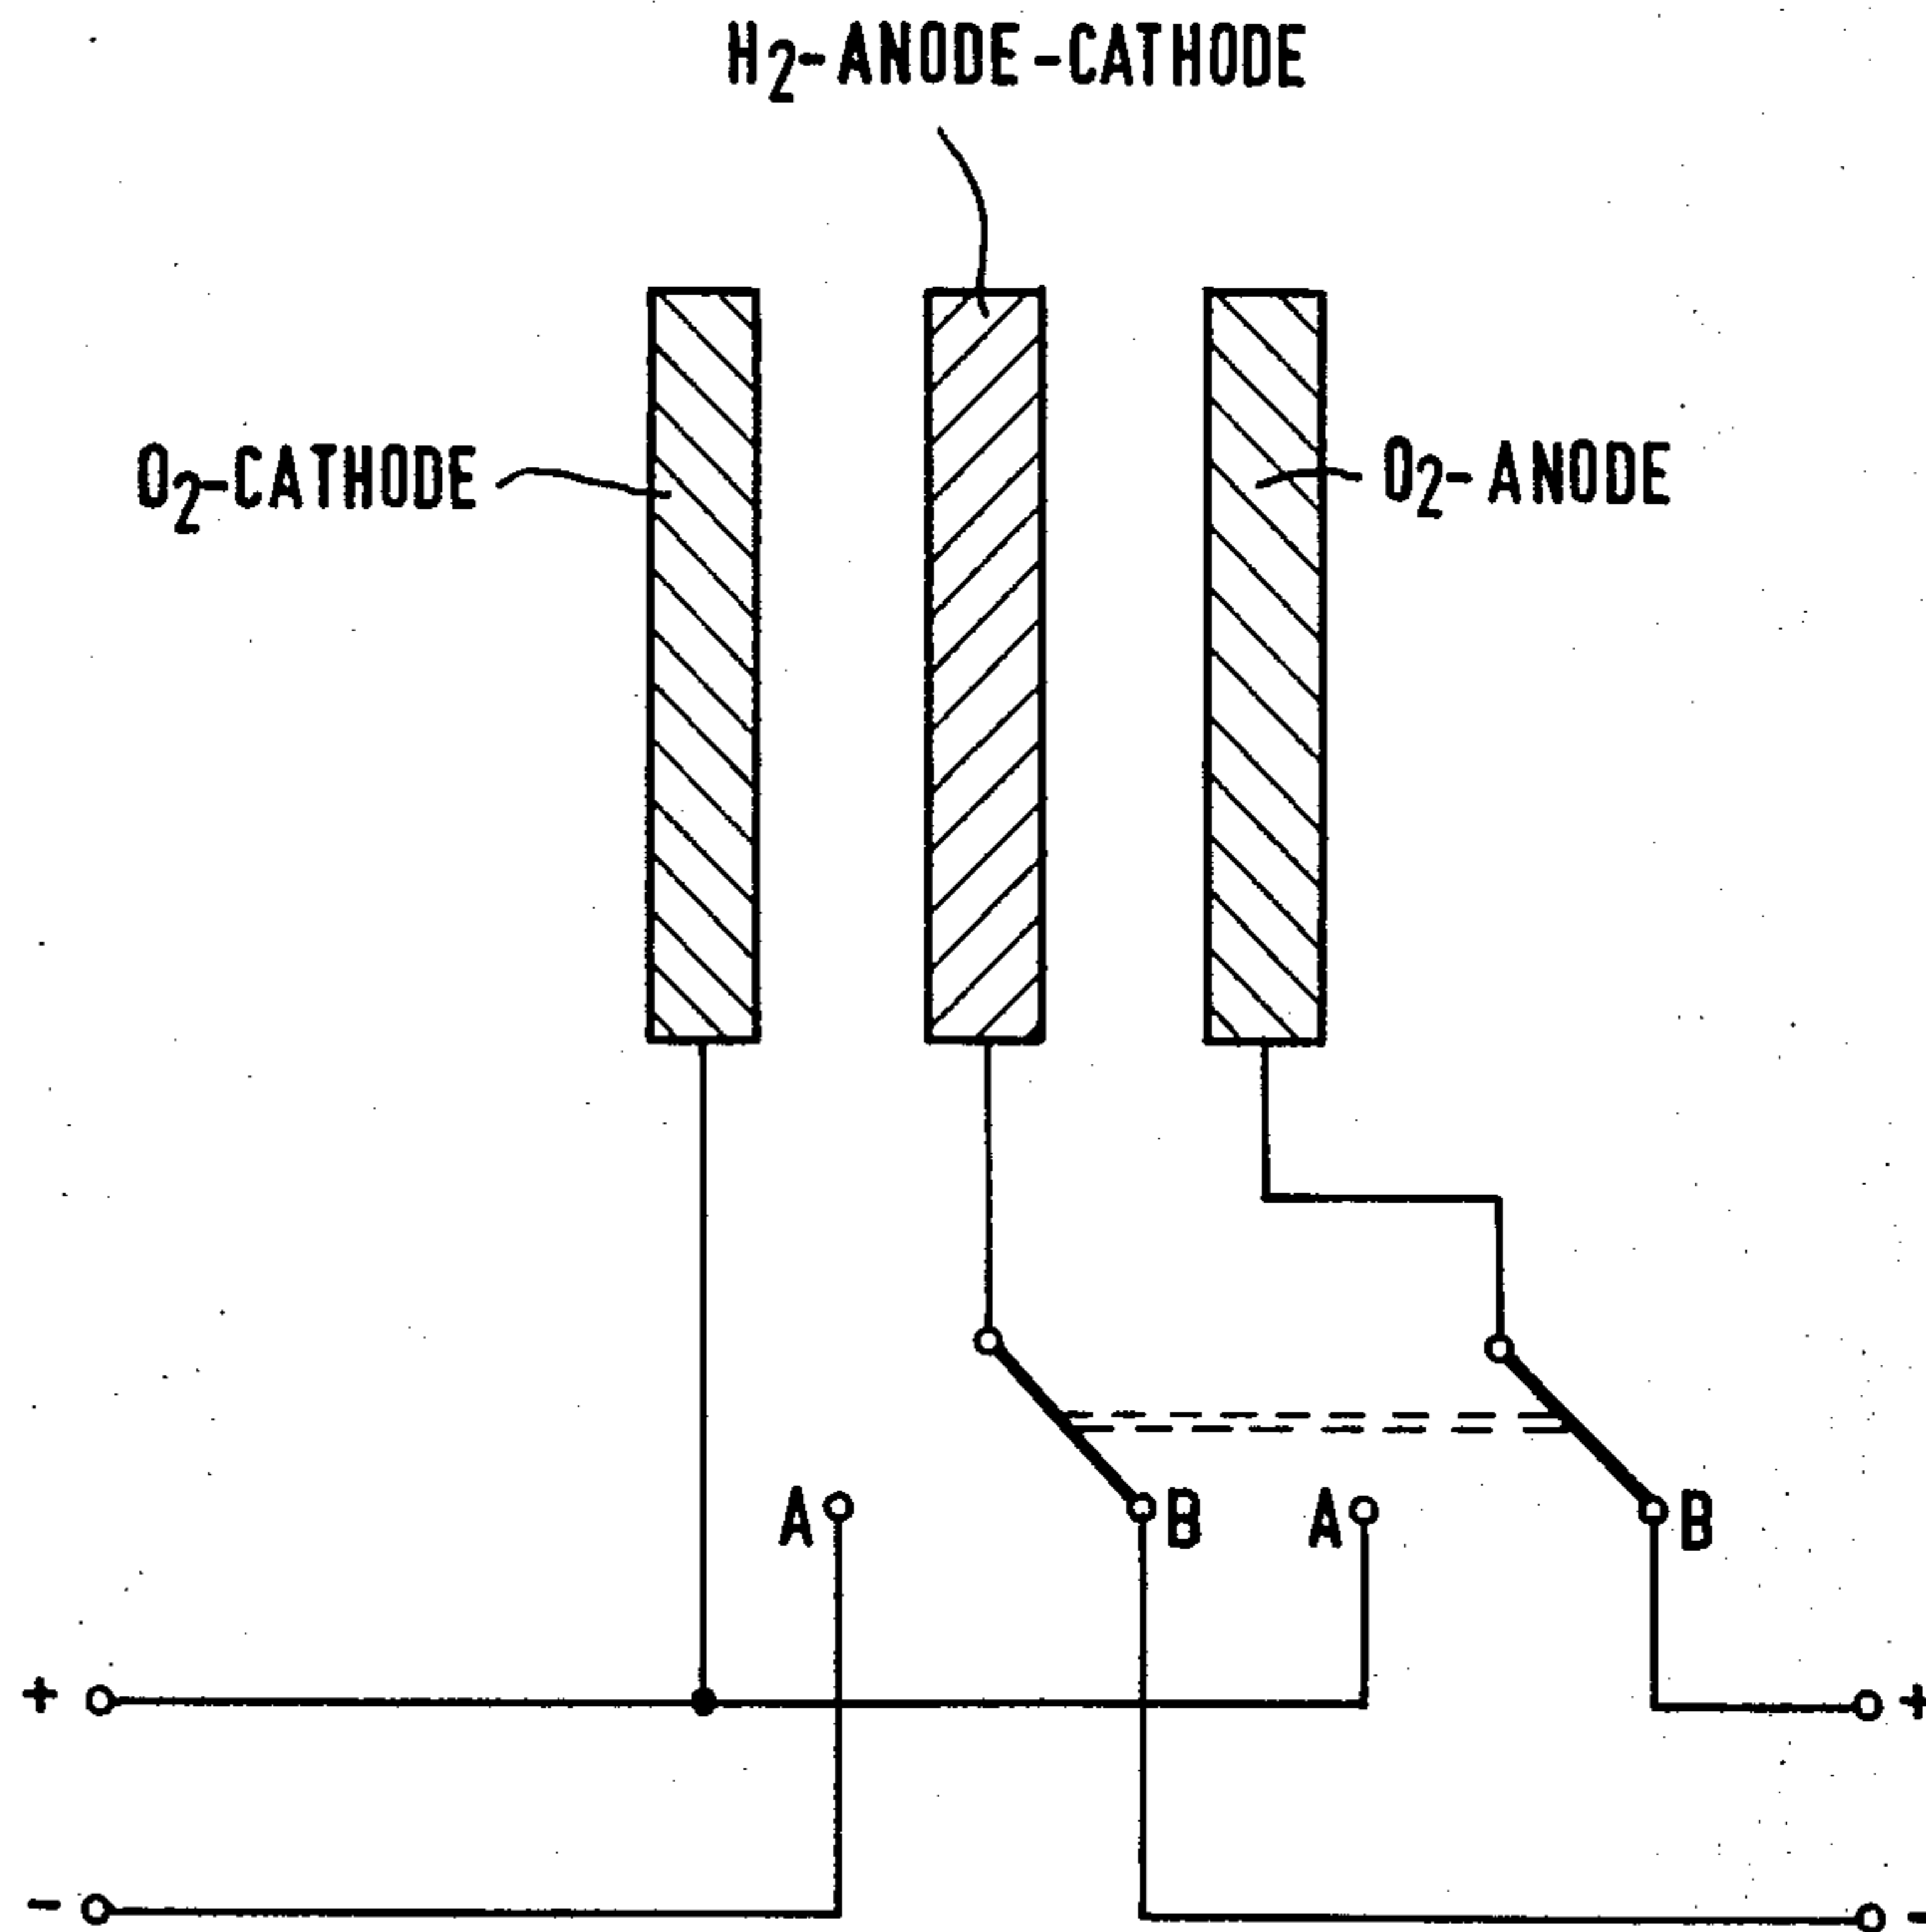 H2-ANODE-CATHODE
O2-CATHODE
O2-ANODE
A
B
A
B
+
+
-
-